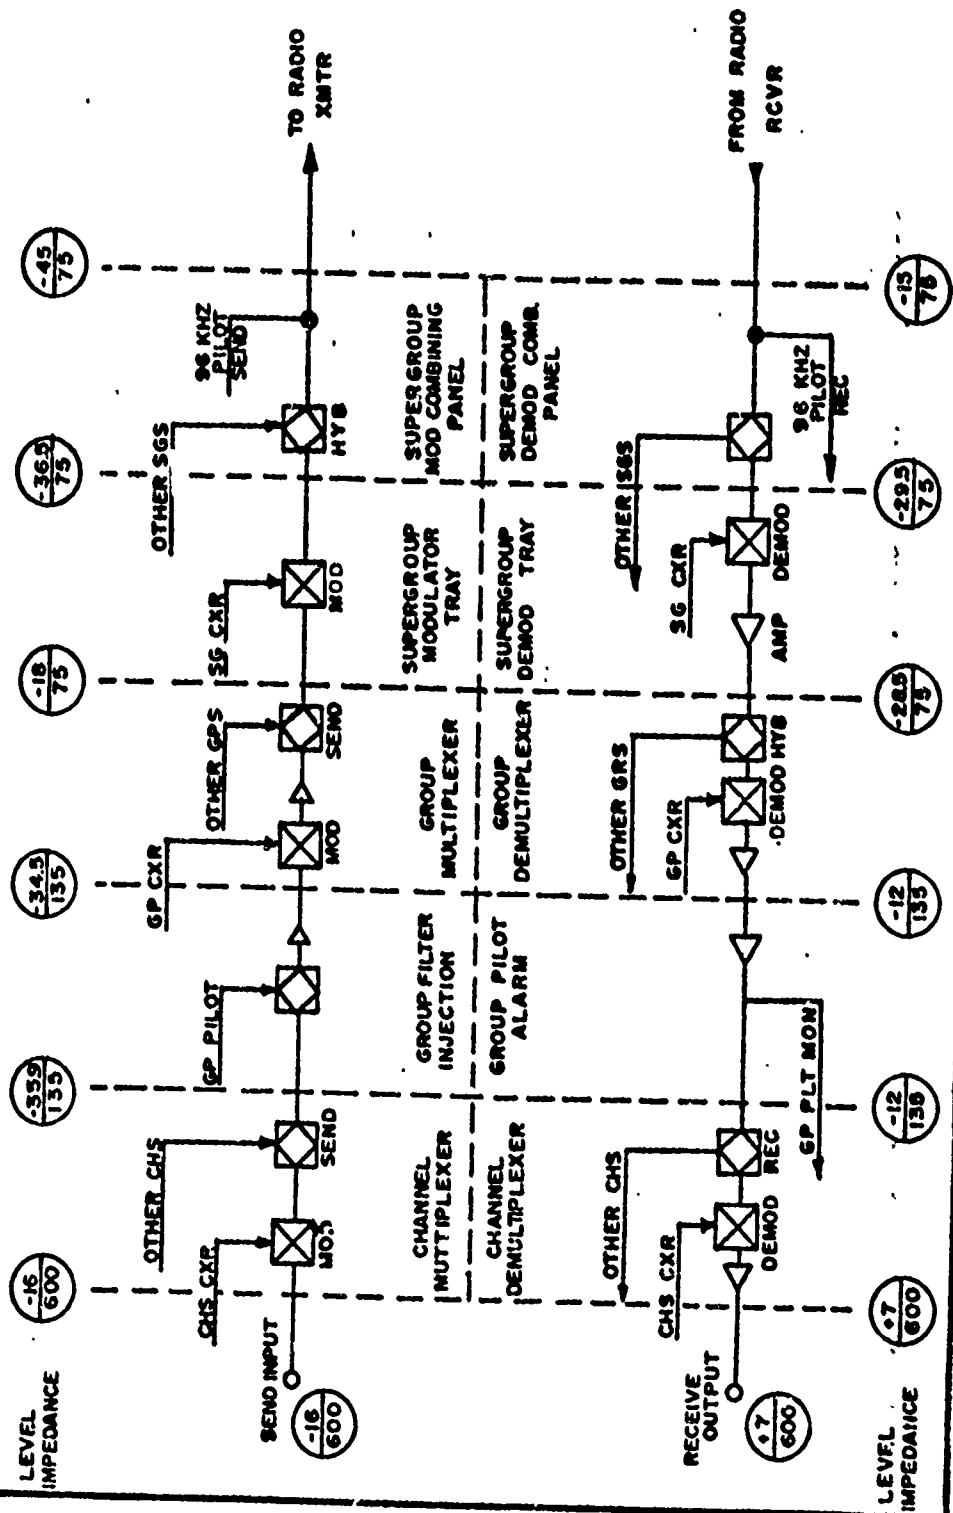 LEVEL
IMPEDANCE
-16
600
-35.9
135
-34.5
135
-18
75
-36.5
75
-45
75
SEND INPUT
-16
600
CHS CXR
MOD
OTHER CHS
SEND
GP PILOT
GP CXR
MOD
OTHER GPS
SEND
SG CXR
MOD
OTHER SGS
HYB
96 KHZ
PILOT
SEND
TO RADIO
XMTR
CHANNEL
MUTTIPLEXER
GROUP FILTER
INJECTION
GROUP
MULTIPLEXER
SUPERGROUP
MODULATOR
TRAY
SUPERGROUP
MOD COMBINING
PANEL
CHANNEL
DEMULTIPLEXER
GROUP PILOT
ALARM
GROUP
DEMULTIPLEXER
SUPERGROUP
DEMOD TRAY
SUPERGROUP
DEMOD COMB.
PANEL
RECEIVE
OUTPUT
+7
600
CHS CXR
DEMOD
OTHER CHS
REC
GP PLT MON
GP CXR
DEMOD HYB
OTHER GRS
AMP
SG CXR
DEMOD
OTHER SGS
96 KHZ
PILOT
REC
FROM RADIO
RCVR
LEVEL
IMPEDANCE
+7
600
-12
135
-12
135
-28.5
75
-29.5
75
-15
75